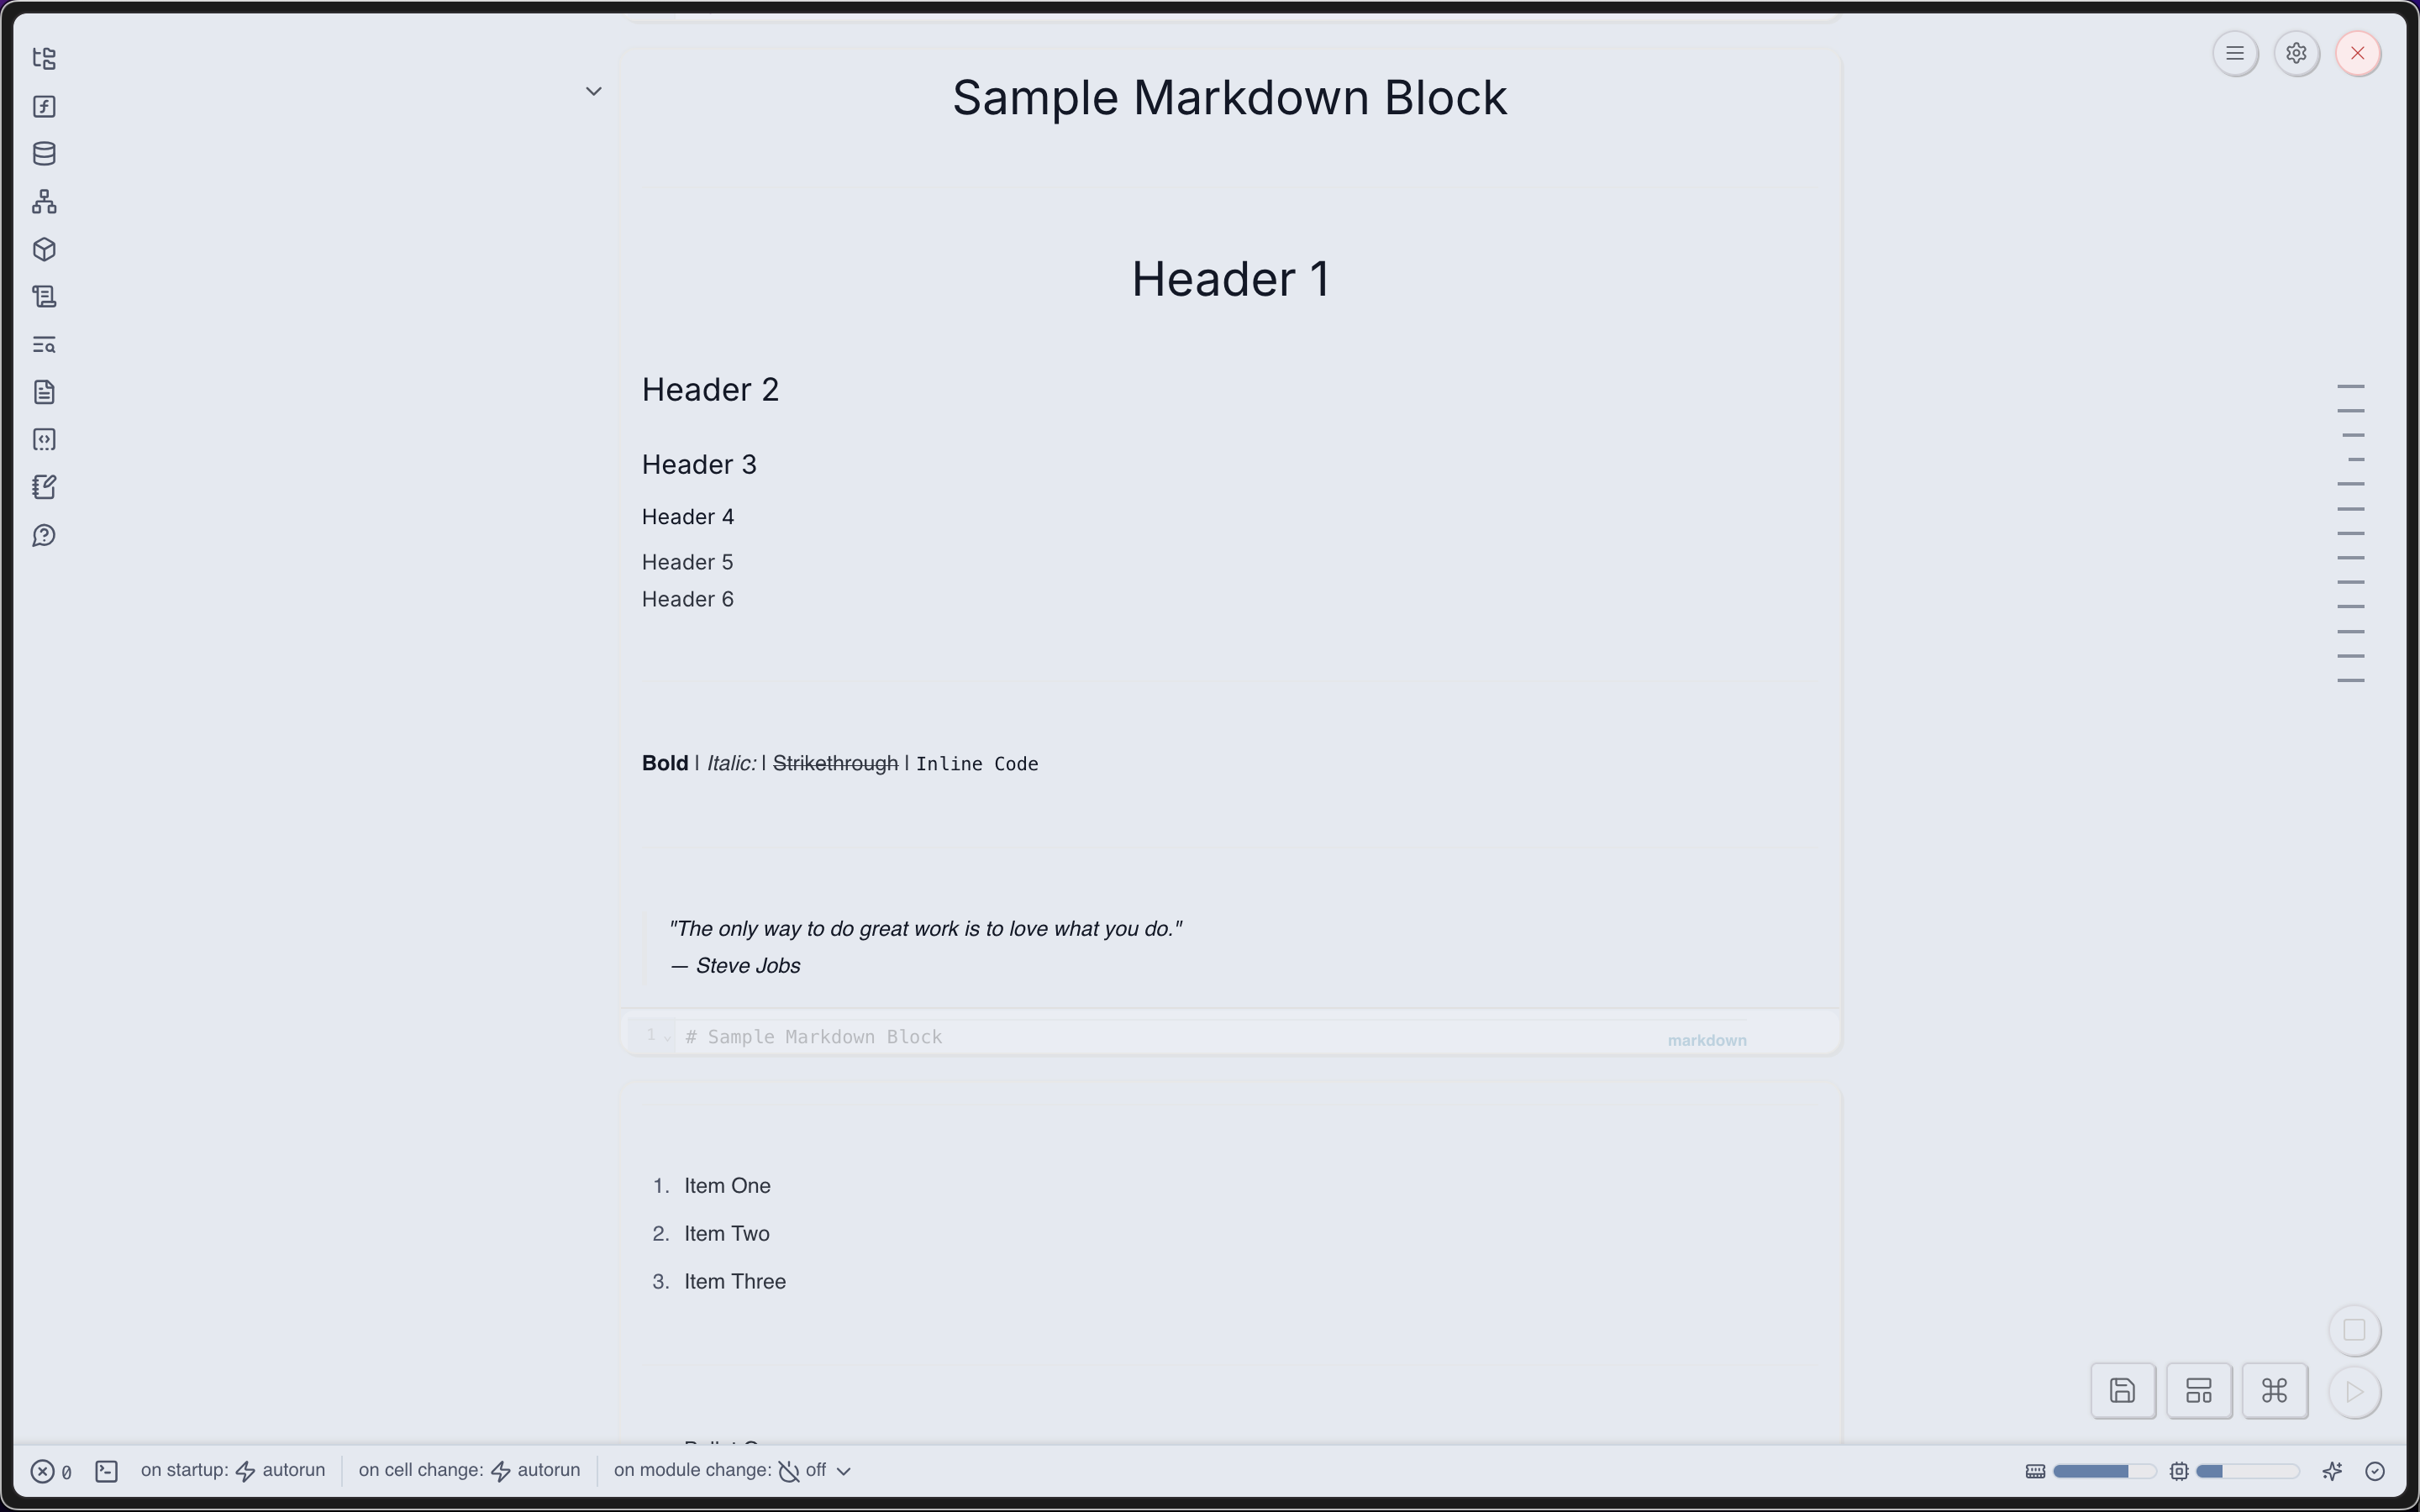 Sample Markdown Block
Header 1
Header 2
Header 3
Header 4
Header 5
Header 6
Bold | Italic: | Strikethrough | Inline Code
"The only way to do great work is to love what you do."
— Steve Jobs
1 # Sample Markdown Block markdown
1. Item One
2. Item Two
3. Item Three
0 on startup: autorun on cell change: autorun on module change: off